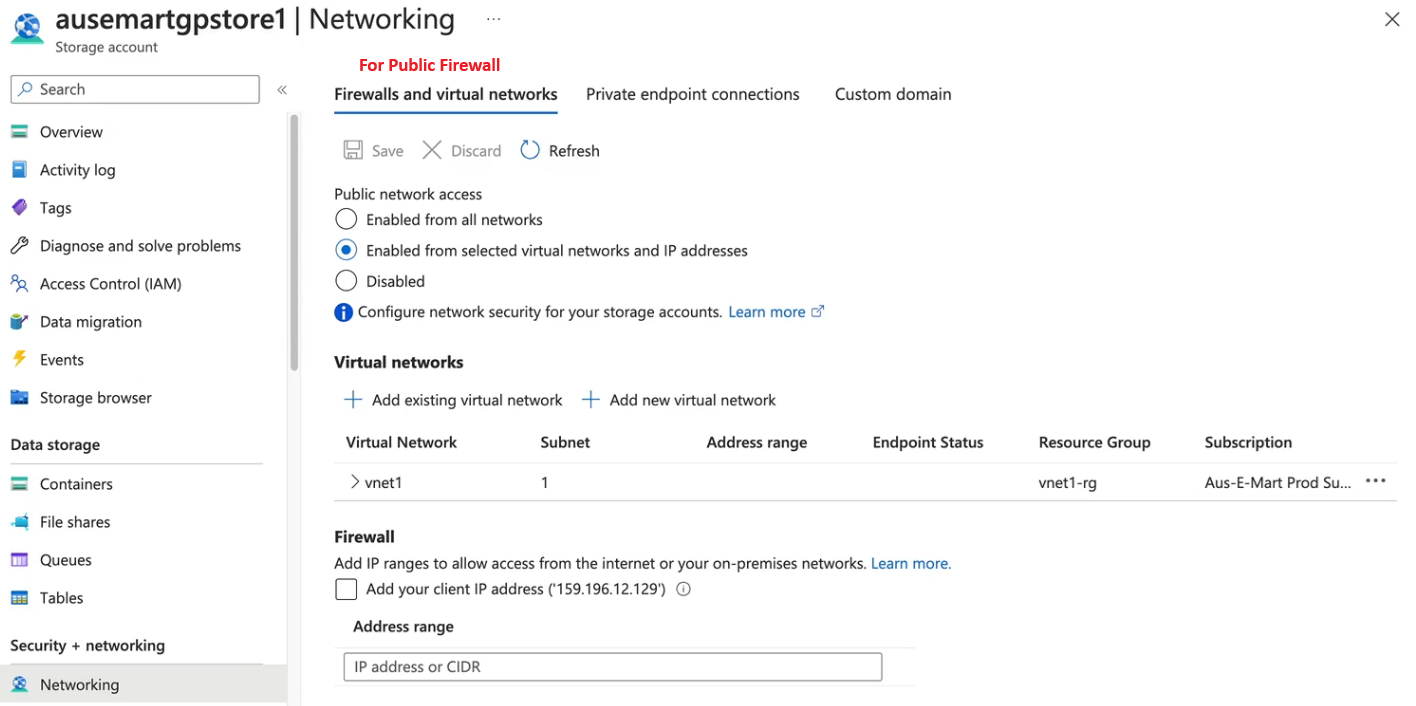 ausemartgpstore1 | Networking ...
Storage account
For Public Firewall
Search «
Firewalls and virtual networks Private endpoint connections Custom domain
Overview
Activity log
Tags
Diagnose and solve problems
Access Control (IAM)
Data migration
Events
Storage browser
Data storage
Containers
File shares
Queues
Tables
Security + networking
Networking
Save Discard Refresh
Public network access
Enabled from all networks
Enabled from selected virtual networks and IP addresses
Disabled
Configure network security for your storage accounts. Learn more
Virtual networks
Add existing virtual network Add new virtual network
Virtual Network Subnet Address range Endpoint Status Resource Group Subscription
vnet1 1 vnet1-rg Aus-E-Mart Prod Su... ...
Firewall
Add IP ranges to allow access from the internet or your on-premises networks. Learn more.
Add your client IP address ('159.196.12.129')
Address range
IP address or CIDR